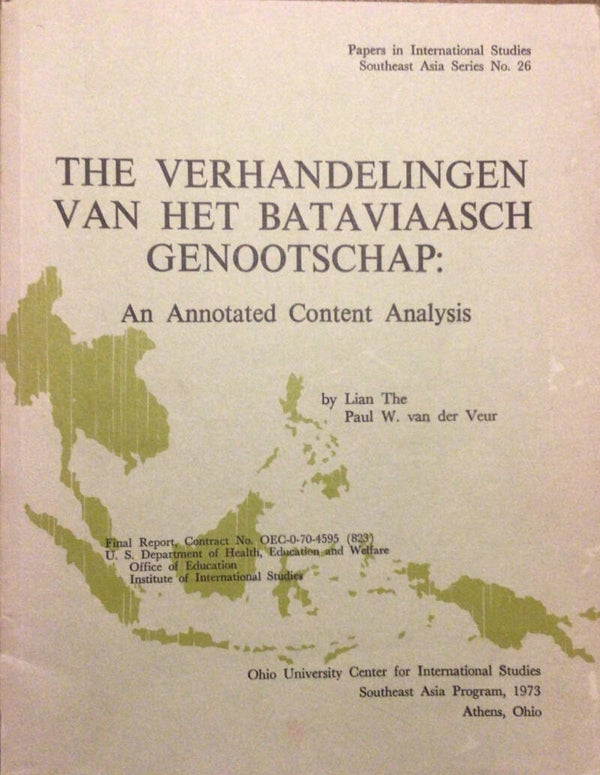 Papers in International Studies
Southeast Asia Series No. 26
THE VERHANDELINGEN
VAN HET BATAVIAASCH
GENOOTSCHAP:
An Annotated Content Analysis
by Lian The
Paul W. van der Veur
Final Report, Contract No. OEC-0-70-4595 (823)
U. S. Department of Health, Education and Welfare
Office of Education
Institute of International Studies
Ohio University Center for International Studies
Southeast Asia Program, 1973
Athens, Ohio